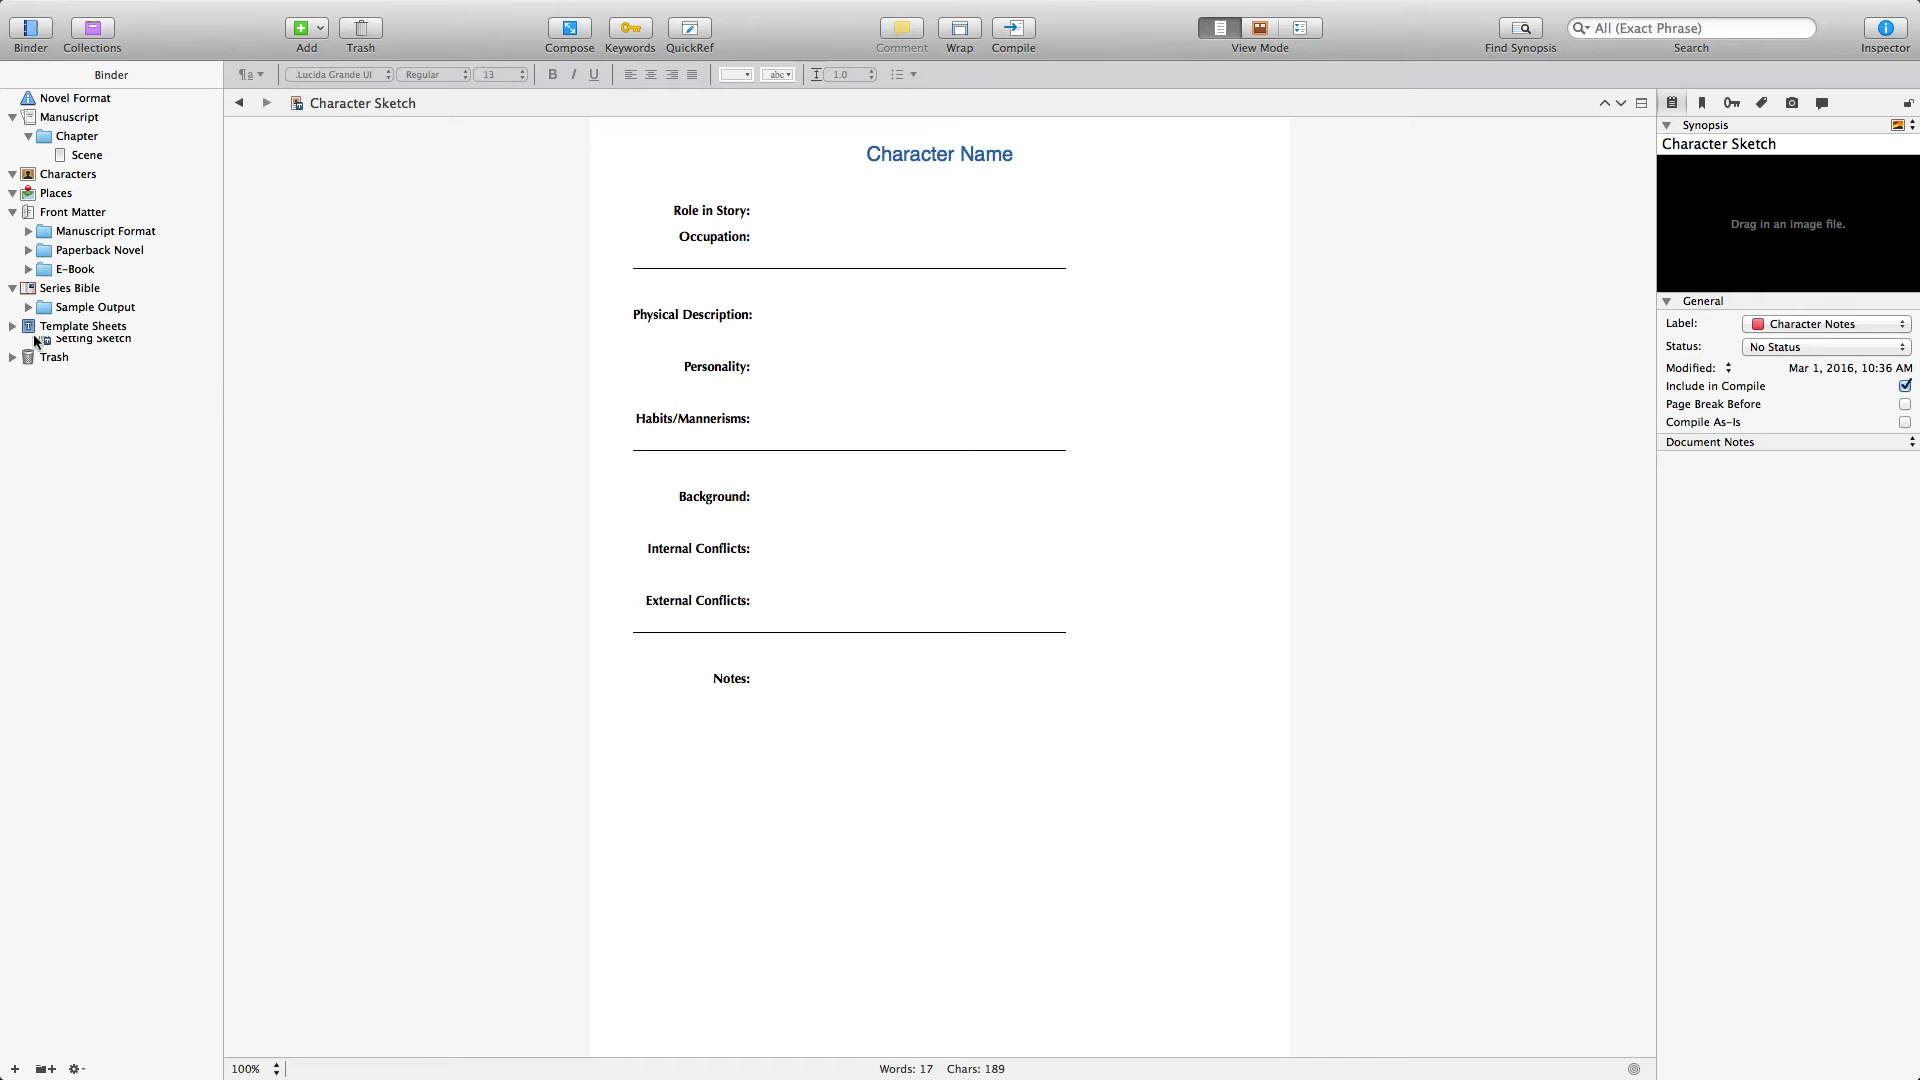 Binder
Collections
Add
Trash
Compose
Keywords
QuickRef
Comment
Wrap
Compile
View Mode
Find Synopsis
All (Exact Phrase)
Search
Inspector
Binder
¶a
.Lucida Grande UI
Regular
13
B
I
U
abc
1.0
Novel Format
Manuscript
Chapter
Scene
Characters
Places
Front Matter
Manuscript Format
Paperback Novel
E-Book
Series Bible
Sample Output
Template Sheets
Setting Sketch
Trash
Character Sketch
Character Name
Role in Story:
Occupation:
Physical Description:
Personality:
Habits/Mannerisms:
Background:
Internal Conflicts:
External Conflicts:
Notes:
Synopsis
Character Sketch
Drag in an image file.
General
Label: Character Notes
Status: No Status
Modified: Mar 1, 2016, 10:36 AM
Include in Compile
Page Break Before
Compile As-Is
Document Notes
100%
Words: 17 Chars: 189